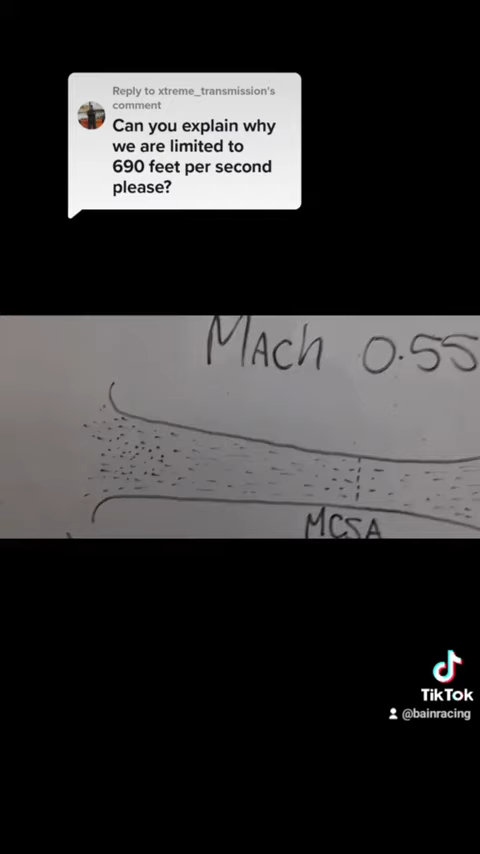 Reply to xtreme_transmission's
comment
Can you explain why
we are limited to
690 feet per second
please?
MACh 0.55
MCSA
TikTok
@bainracing